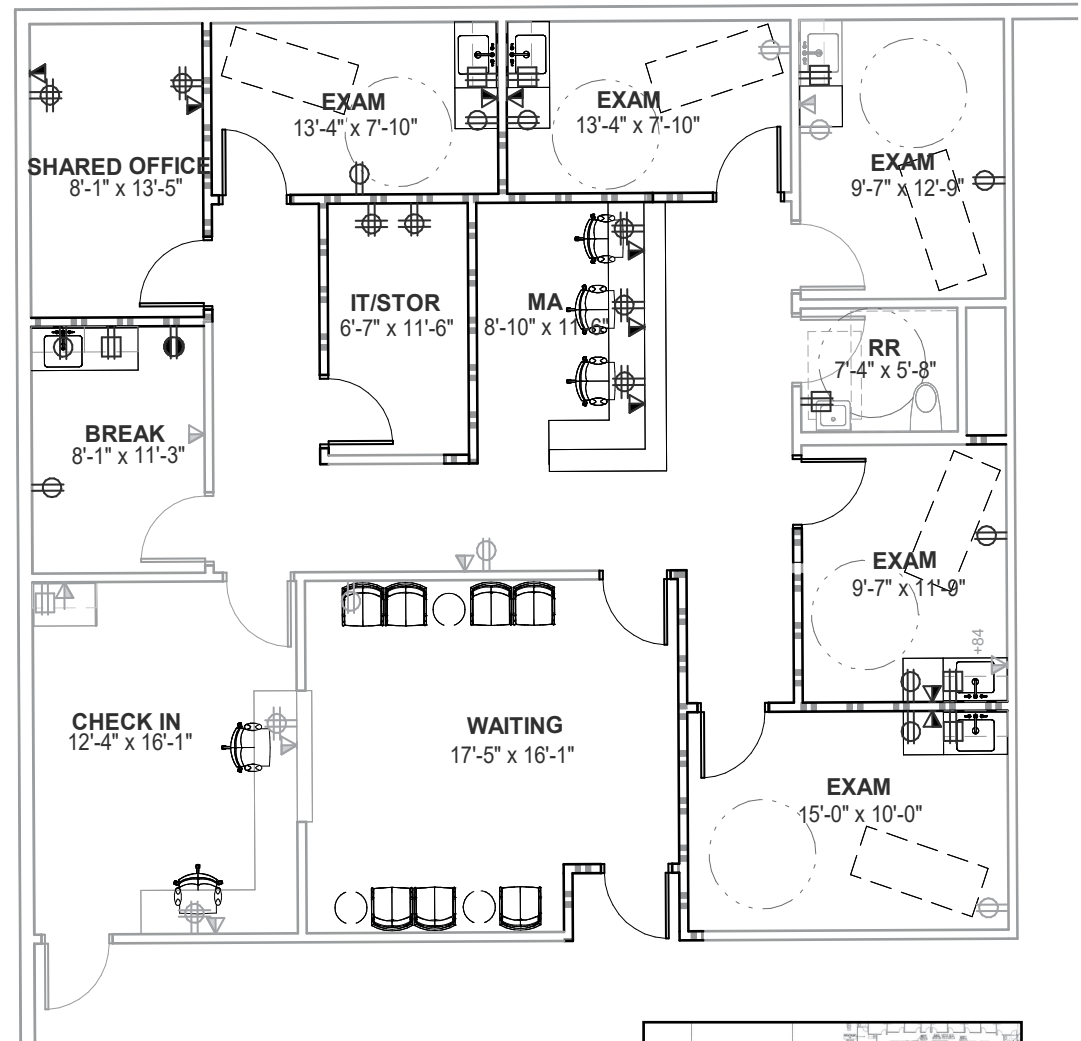 EXAM
13'-4" x 7'-10"
EXAM
13'-4" x 7'-10"
SHARED OFFICE
8'-1" x 13'-5"
EXAM
9'-7" x 12'-9"
IT/STOR
6'-7" x 11'-6"
MA
8'-10" x 11'-6"
RR
7'-4" x 5'-8"
BREAK
8'-1" x 11'-3"
EXAM
9'-7" x 11'-9"
+84
CHECK IN
12'-4" x 16'-1"
WAITING
17'-5" x 16'-1"
EXAM
15'-0" x 10'-0"